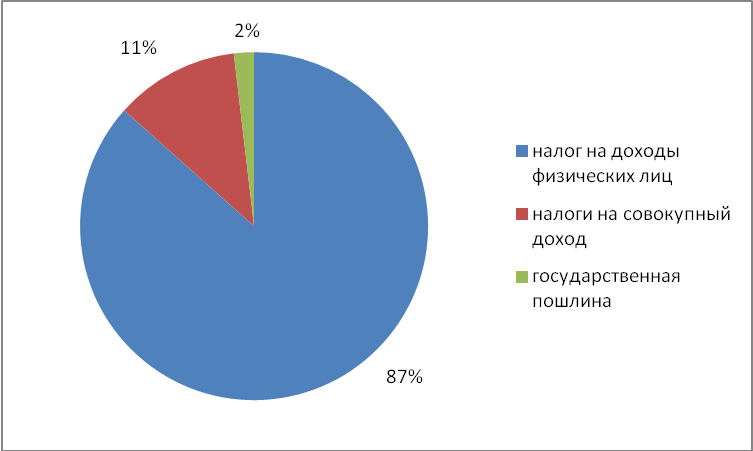 2%
11%
87%
налог на доходы
физических лиц
налоги на совокупный
доход
государственная
пошлина